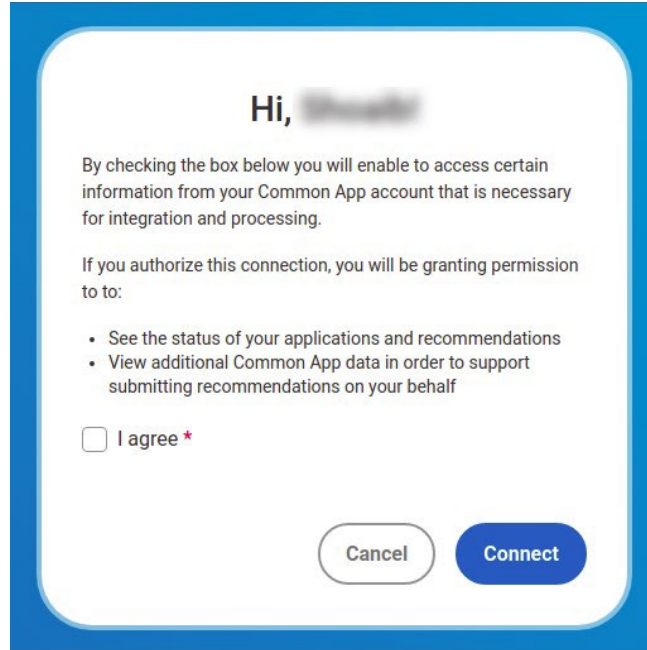 Hi,
By checking the box below you will enable to access certain
information from your Common App account that is necessary
for integration and processing.
If you authorize this connection, you will be granting permission
to to:
• See the status of your applications and recommendations
• View additional Common App data in order to support
submitting recommendations on your behalf
I agree *
Cancel
Connect